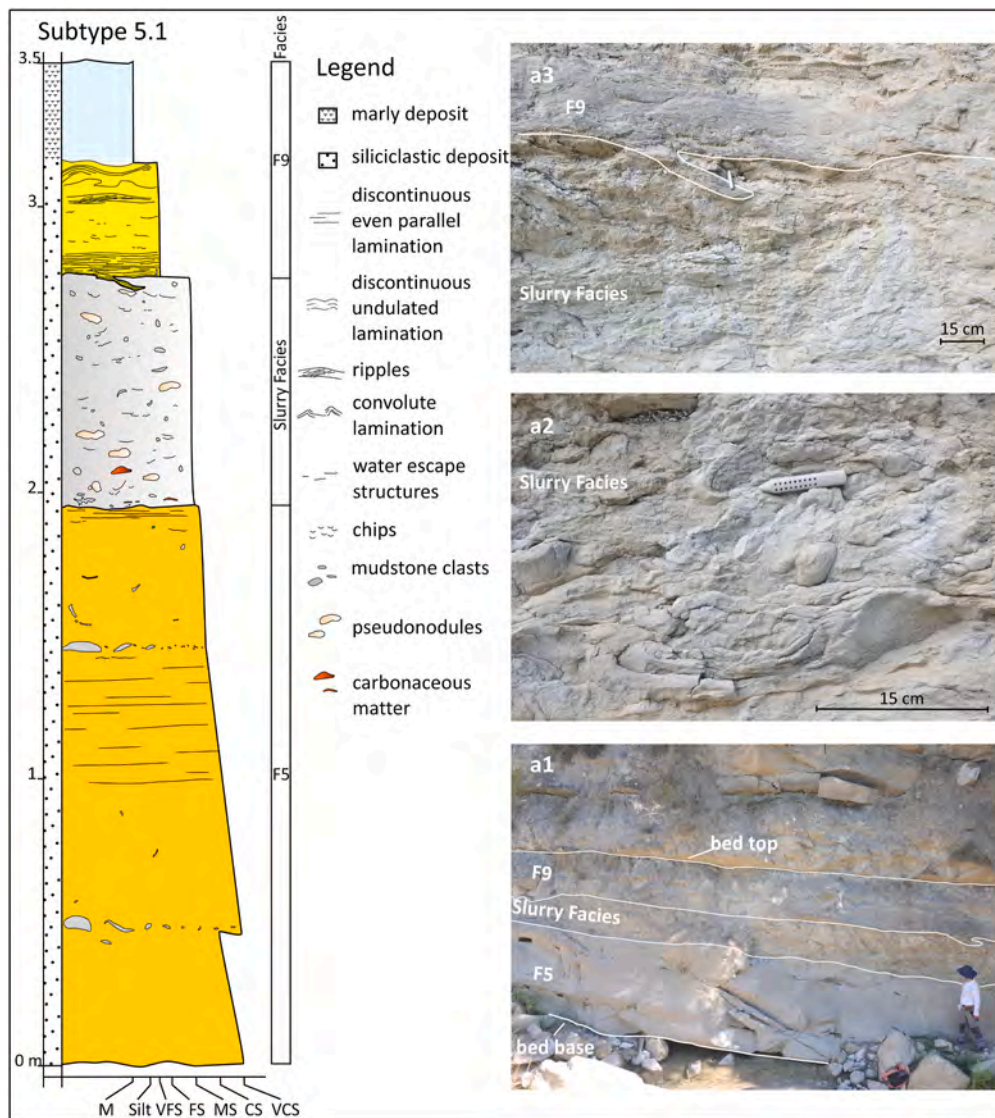 Subtype 5.1
Facies
3.5
3.
2.
1.
0 m
M Silt VFS FS MS CS VCS
F9
Slurry Facies
F5
Legend
marly deposit
siliciclastic deposit
discontinuous
even parallel
lamination
discontinuous
undulated
lamination
ripples
convolute
lamination
water escape
structures
chips
mudstone clasts
pseudonodules
carbonaceous
matter
a3
F9
Slurry Facies
15 cm
a2
Slurry Facies
15 cm
a1
bed top
F9
Slurry Facies
F5
bed base